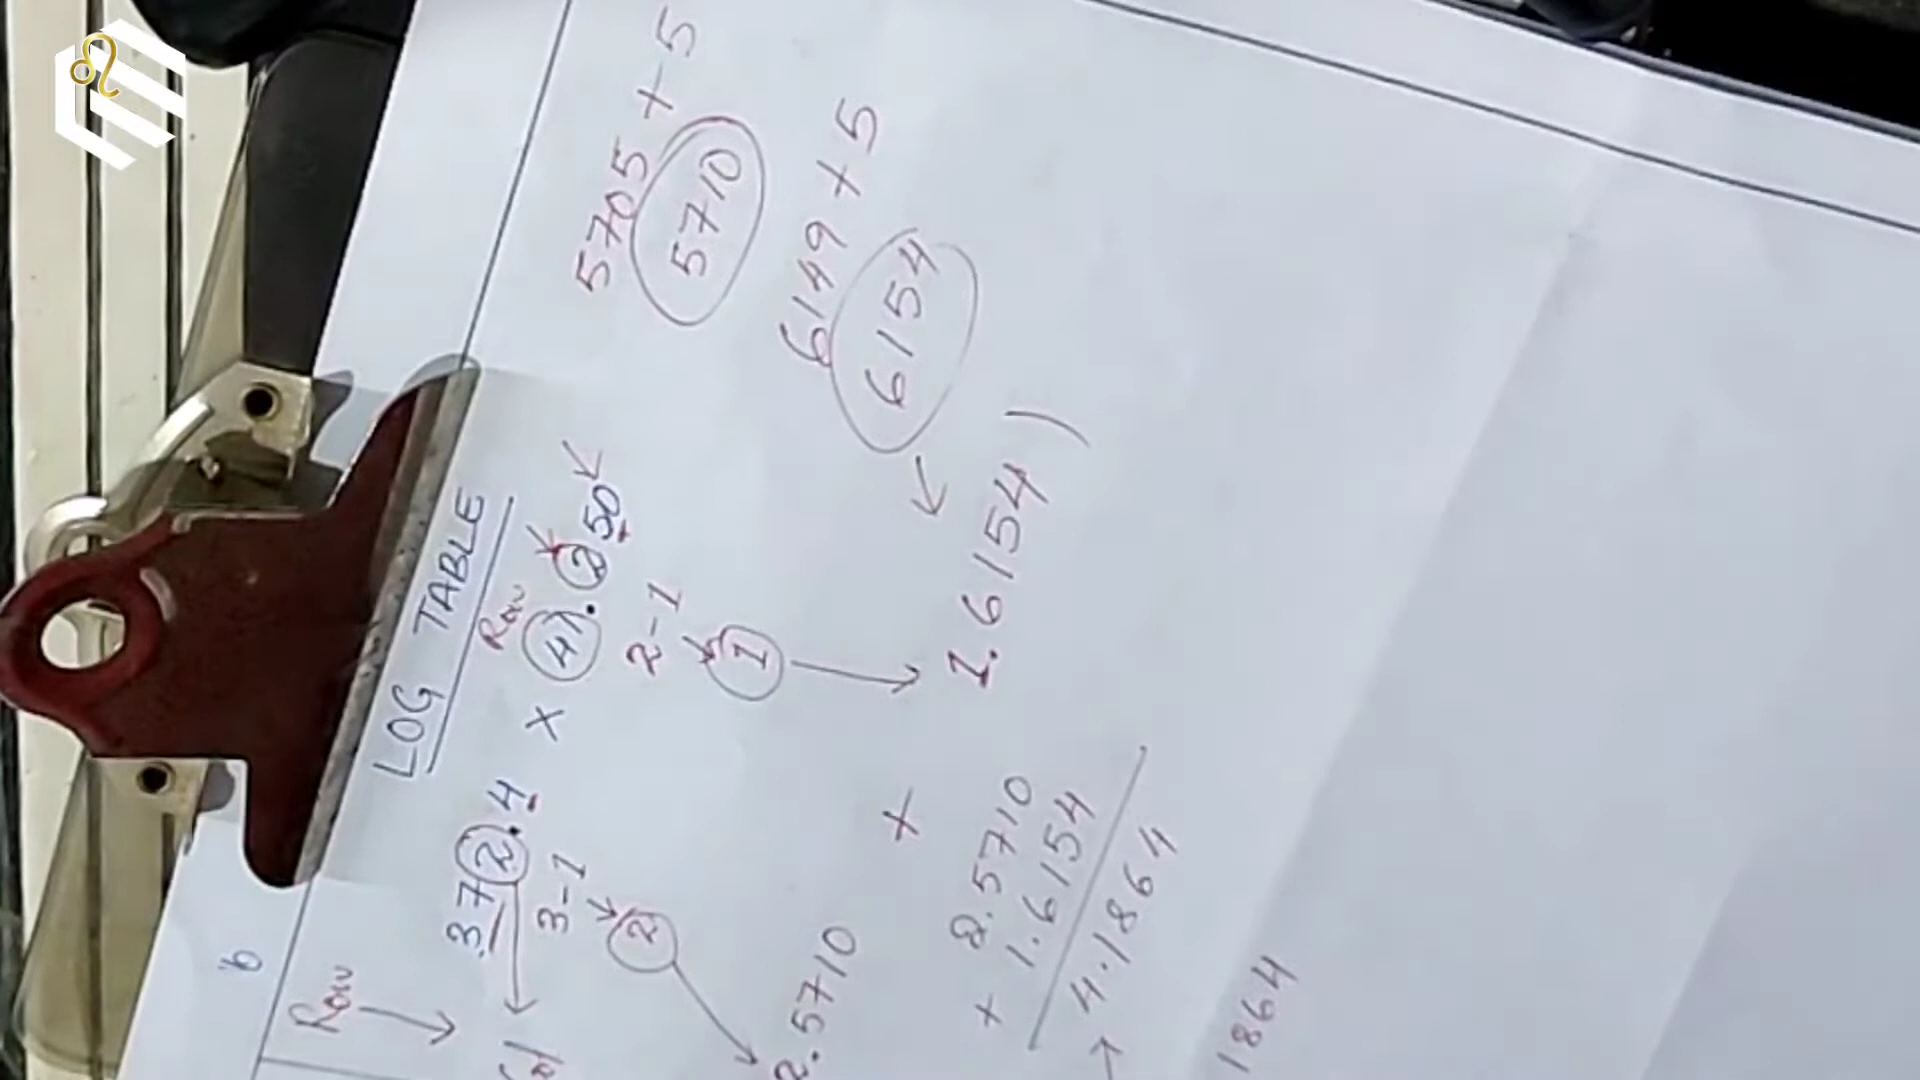 LOG TABLE
Row
372.4 × 41.250
3-1
2-1
2
1
5705 + 5
5710
6149 + 5
6154
Row
Col
2.5710 + 1.6154)
2.5710
+ 1.6154
4.1864
1864